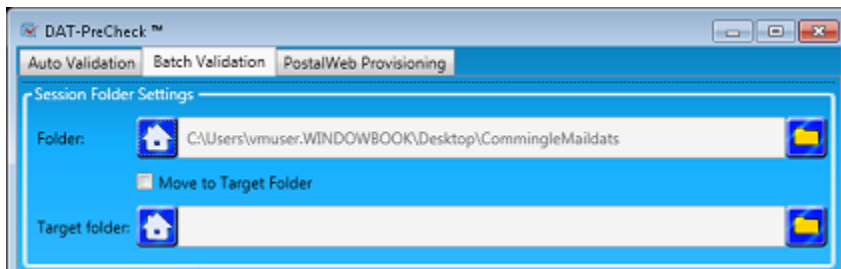 DAT-PreCheck ™
Auto Validation Batch Validation PostalWeb Provisioning
Session Folder Settings
Folder: C:\Users\vmuser.WINDOWBOOK\Desktop\CommingleMaildats
Move to Target Folder
Target folder: